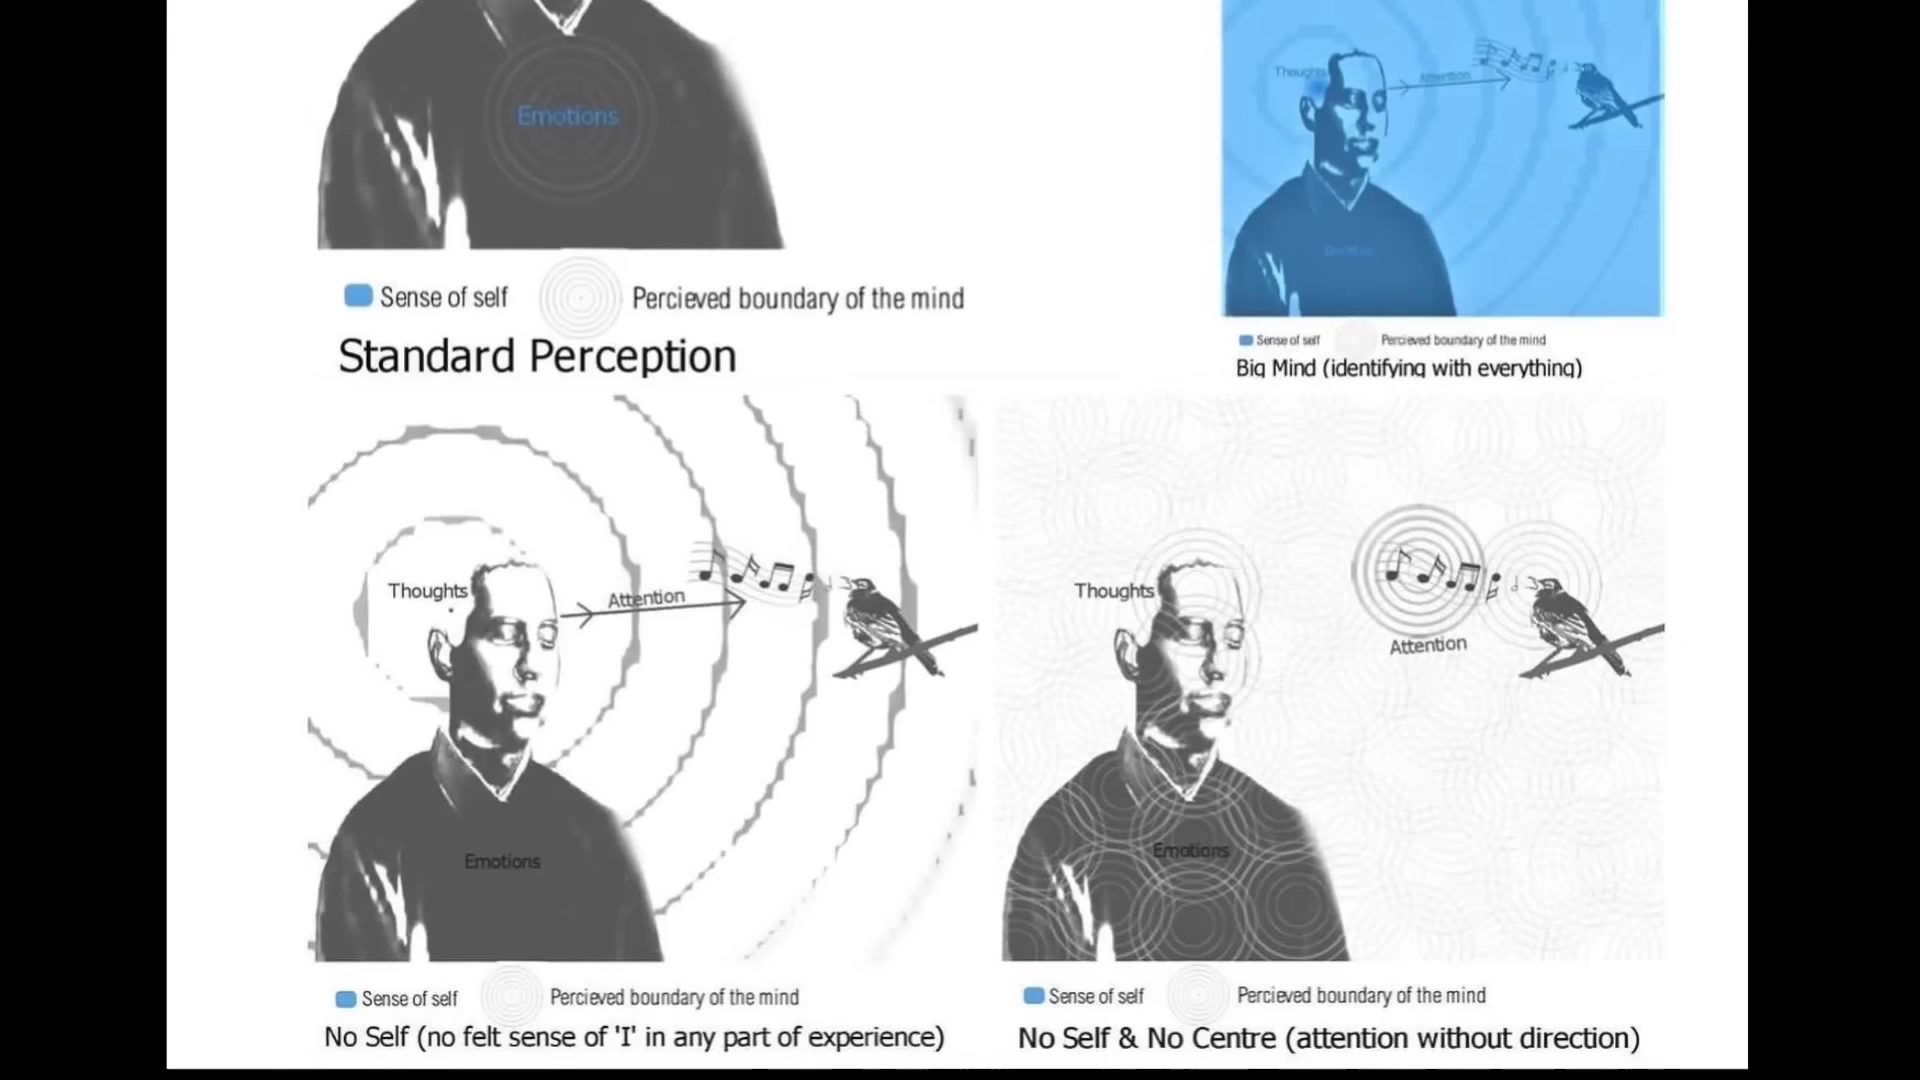 Emotions
Sense of self
Percieved boundary of the mind
Standard Perception
Thoughts
Attention
Sense of self
Percieved boundary of the mind
Big Mind (identifying with everything)
Thoughts
Attention
Emotions
Sense of self
Percieved boundary of the mind
No Self (no felt sense of 'I' in any part of experience)
Thoughts
Attention
Emotions
Sense of self
Percieved boundary of the mind
No Self & No Centre (attention without direction)